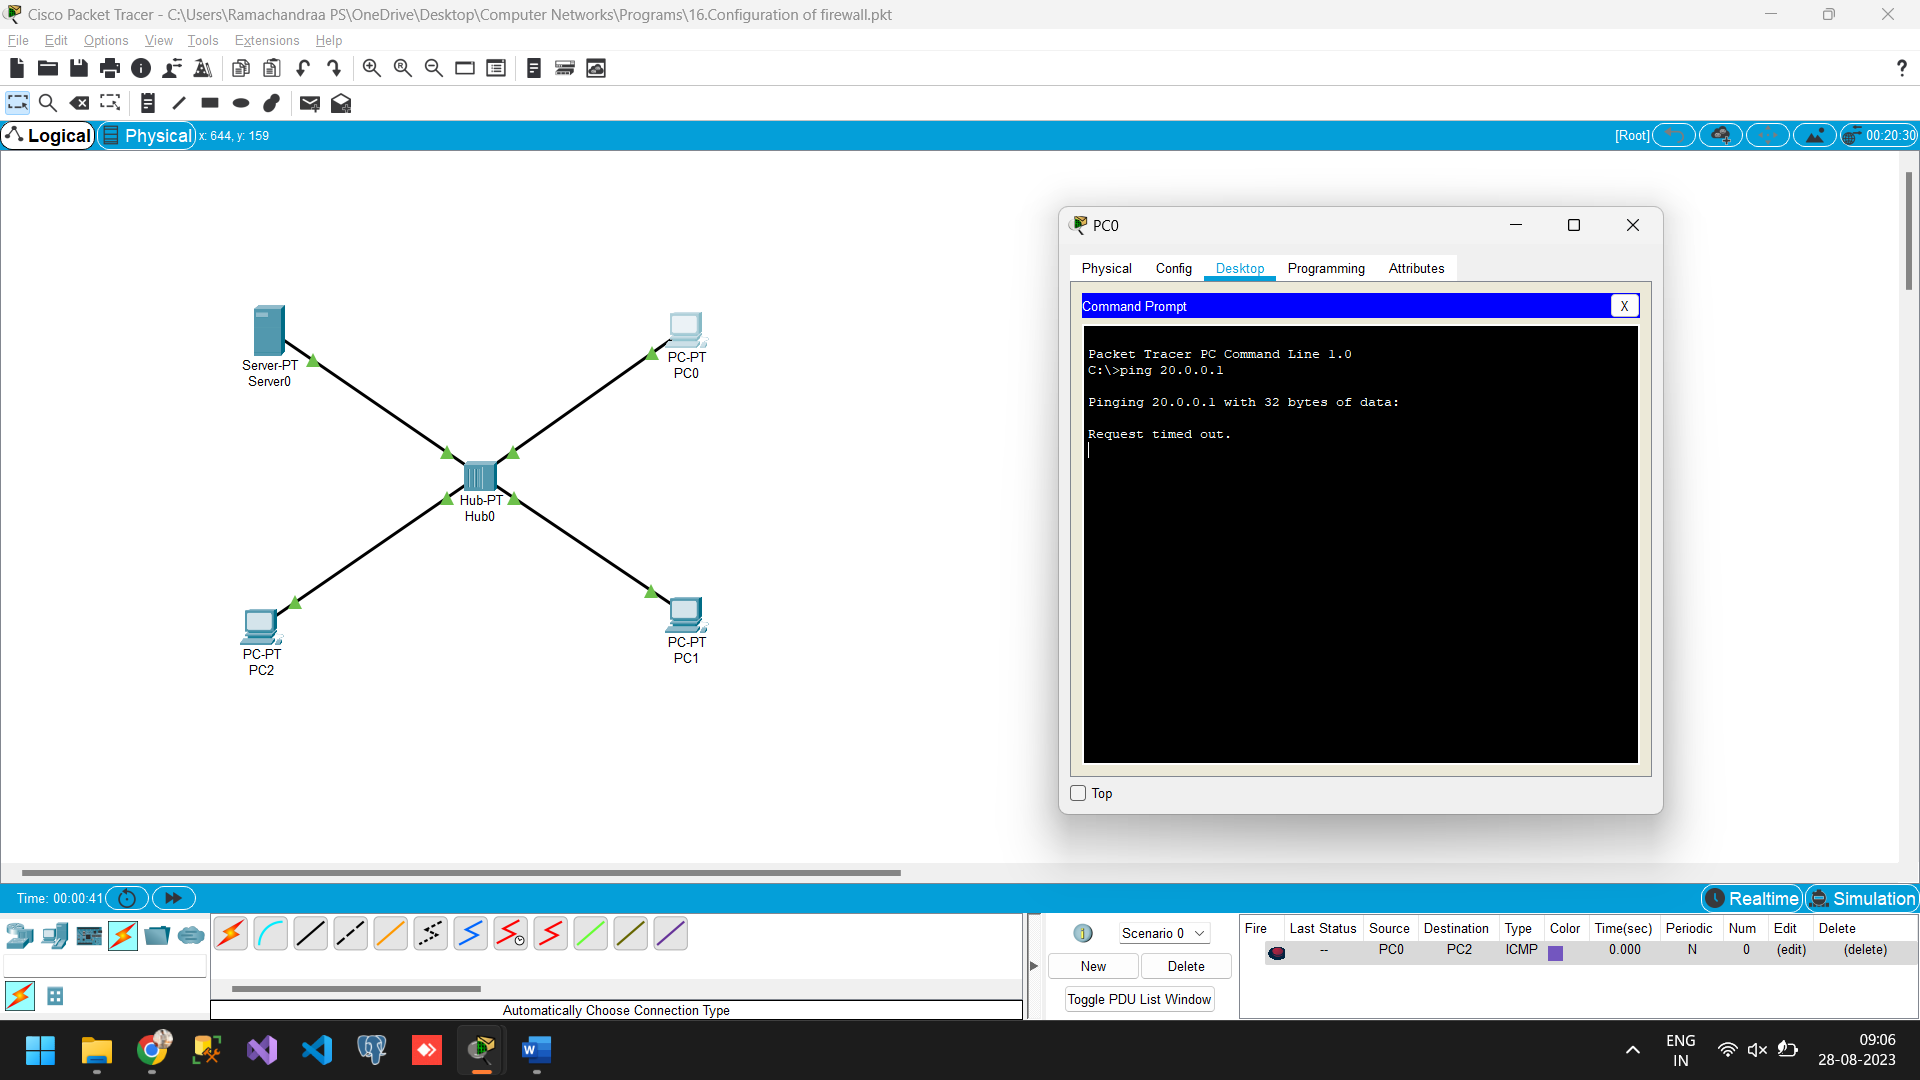 Cisco Packet Tracer - C:\Users\Ramachandraa PS\OneDrive\Desktop\Computer Networks\Programs\16.Configuration of firewall.pkt
File Edit Options View Tools Extensions Help
?
Logical Physical x: 644, y: 159 [Root] 00:20:30
PC0
Physical Config Desktop Programming Attributes
Command Prompt X
Packet Tracer PC Command Line 1.0
C:\>ping 20.0.0.1
Pinging 20.0.0.1 with 32 bytes of data:
Request timed out.
Top
Server-PT
Server0
PC-PT
PC0
Hub-PT
Hub0
PC-PT
PC2
PC-PT
PC1
Time: 00:00:41 Realtime Simulation
Scenario 0
New Delete
Toggle PDU List Window
Fire Last Status Source Destination Type Color Time(sec) Periodic Num Edit Delete
-- PC0 PC2 ICMP 0.000 N 0 (edit) (delete)
Automatically Choose Connection Type
ENG
IN
09:06
28-08-2023